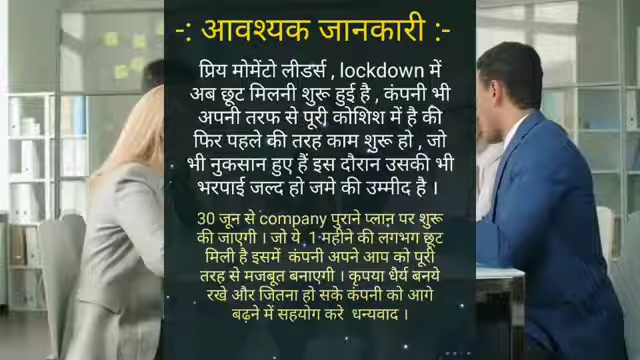 -: आवश्यक जानकारी :-
प्रिय मोमेंटो लीडर्स , lockdown में
अब छूट मिलनी शुरू हुई है , कंपनी भी
अपनी तरफ से पूरी कोशिश में है की
फिर पहले की तरह काम शुरू हो , जो
भी नुकसान हुए हैं इस दौरान उसकी भी
भरपाई जल्द हो जमे की उम्मीद है ।
30 जून से company पुराने प्लान पर शुरू
की जाएगी । जो ये 1 महीने की लगभग छूट
मिली है इसमें कंपनी अपने आप को पूरी
तरह से मजबूत बनाएगी । कृपया धैर्य बनये
रखे और जितना हो सके कंपनी को आगे
बढ़ने में सहयोग करे धन्यवाद ।